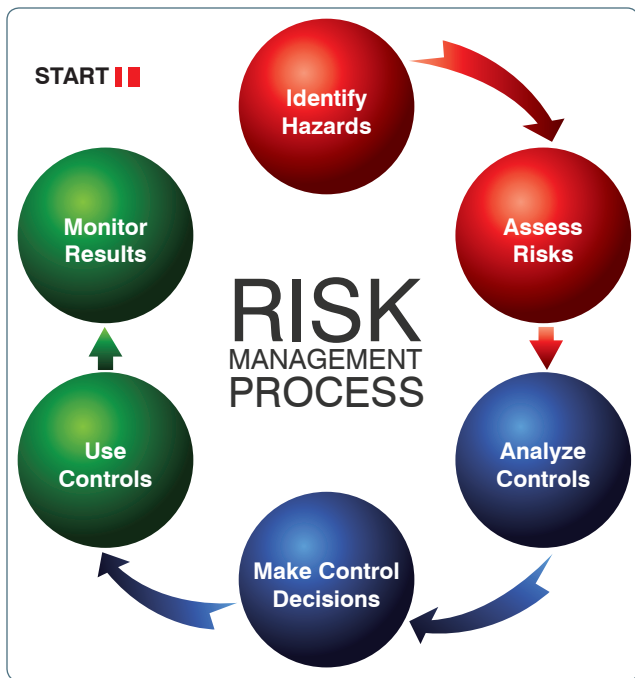 START
Identify
Hazards
Assess
Risks
Analyze
Controls
Make Control
Decisions
Use
Controls
Monitor
Results
RISK
MANAGEMENT
PROCESS